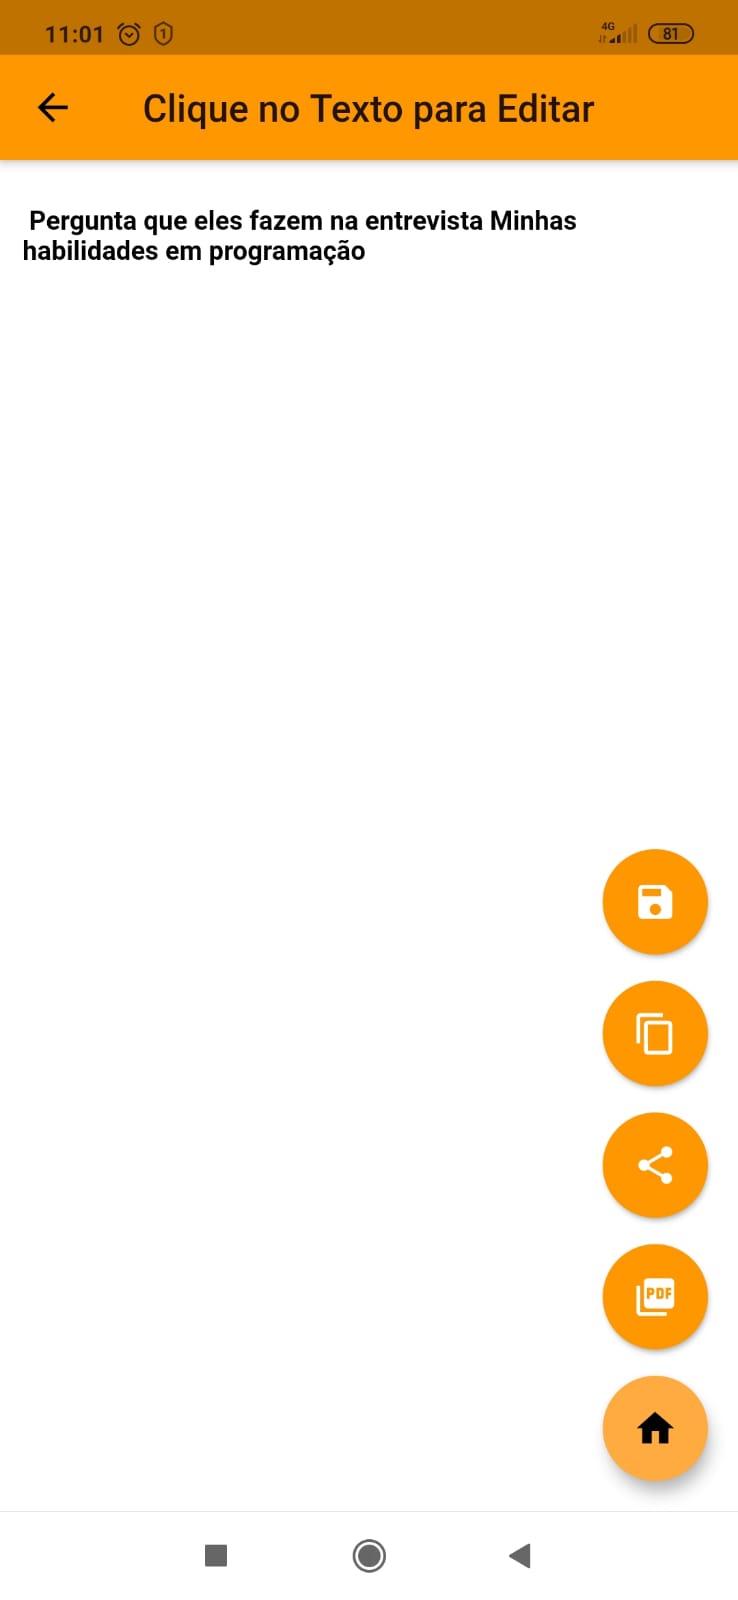 11:01
4G
81
Clique no Texto para Editar
Pergunta que eles fazem na entrevista Minhas
habilidades em programação
PDF